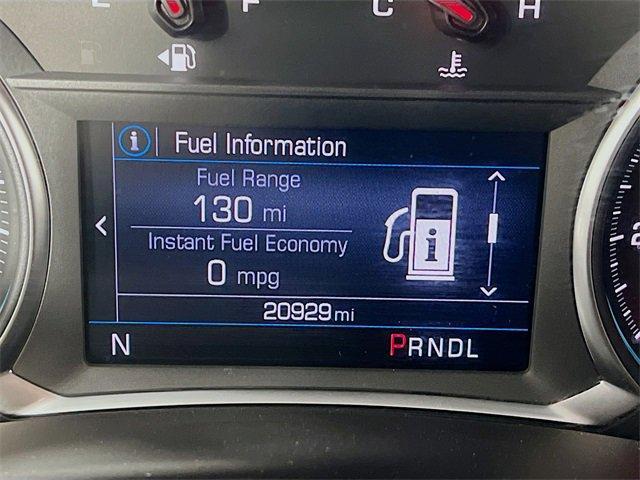 E F C H
i Fuel Information
Fuel Range
130 mi
Instant Fuel Economy
0 mpg
i
20929 mi
N PRNDL